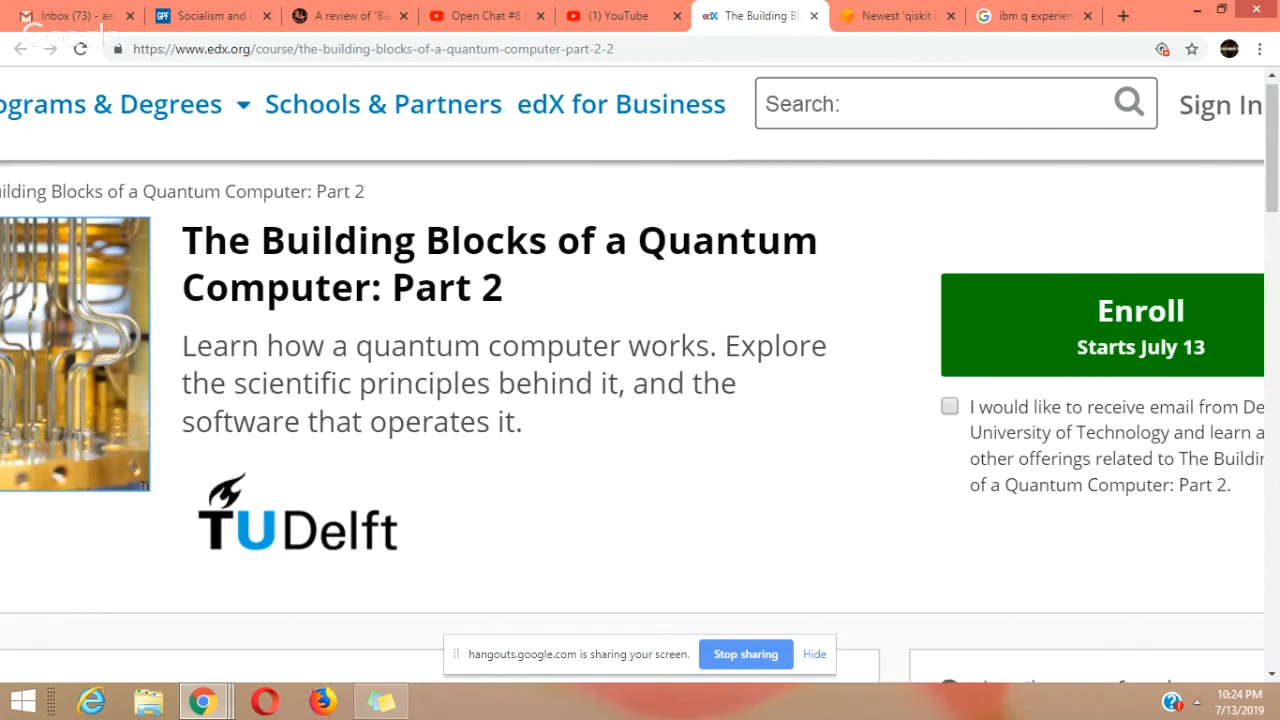 Inbox (73) - ae
Socialism and
A review of "Ba
Open Chat #8
(1) YouTube
The Building Bl
Newest 'qiskit
ibm q experien
https://www.edx.org/course/the-building-blocks-of-a-quantum-computer-part-2-2
ograms & Degrees
Schools & Partners
edX for Business
Search:
Sign In
uilding Blocks of a Quantum Computer: Part 2
The Building Blocks of a Quantum
Computer: Part 2
Learn how a quantum computer works. Explore
the scientific principles behind it, and the
software that operates it.
TU Delft
Enroll
Starts July 13
I would like to receive email from De
University of Technology and learn a
other offerings related to The Buildin
of a Quantum Computer: Part 2.
hangouts.google.com is sharing your screen.
Stop sharing
Hide
10:24 PM
7/13/2019